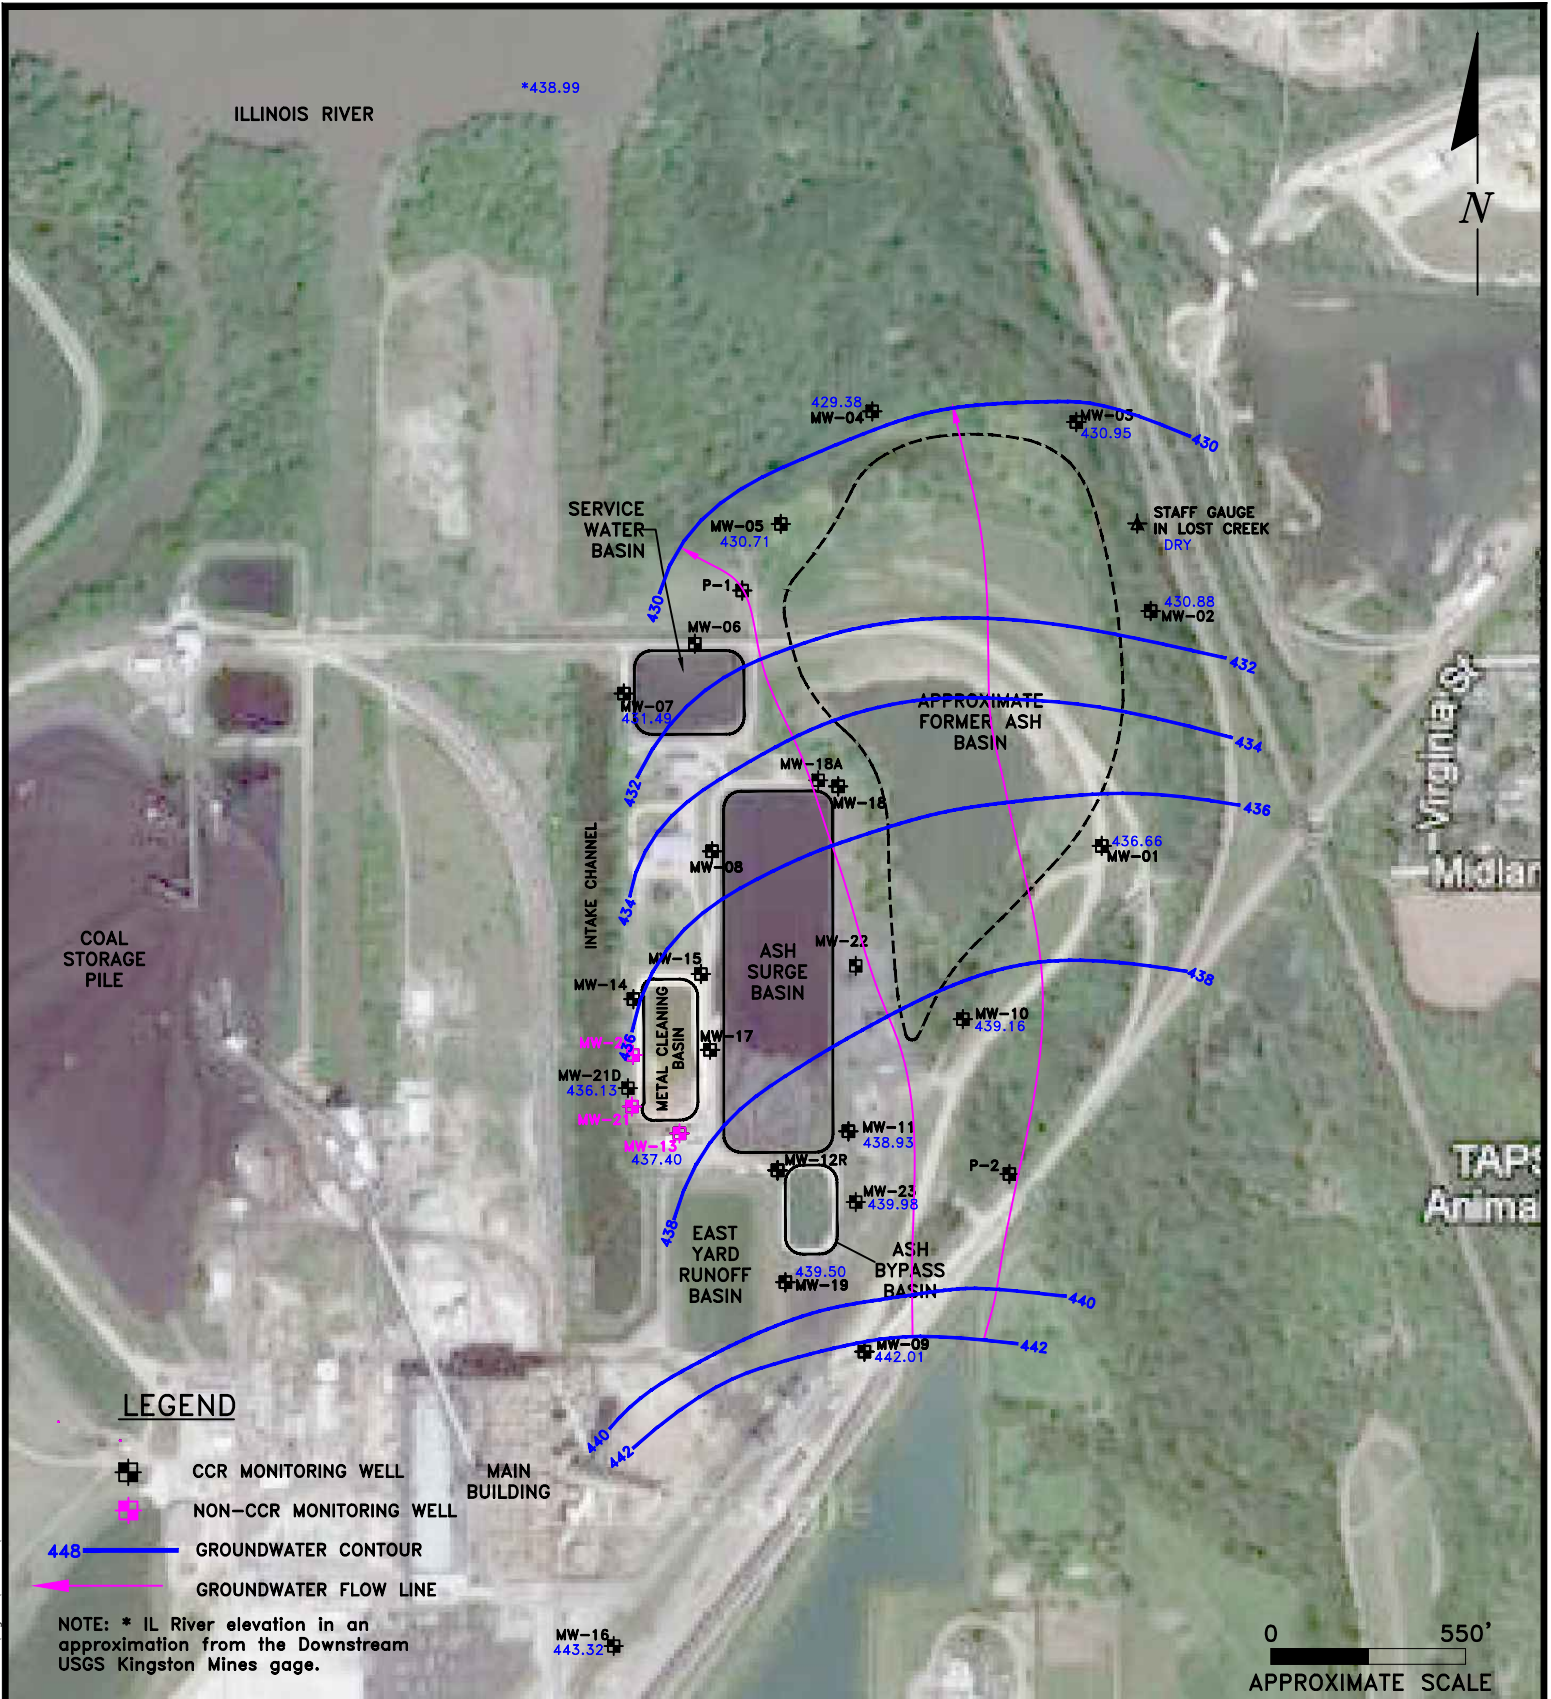 *438.99
ILLINOIS RIVER
N
429.38
MW-04
MW-03
430.95
430
SERVICE
WATER
BASIN
MW-05
430.71
STAFF GAUGE
IN LOST CREEK
DRY
P-1
430
430.88
MW-02
MW-06
432
MW-07
431.49
APPROXIMATE
FORMER ASH
BASIN
434
Virginia St
MW-18A
MW-18
432
436
436.66
MW-01
MW-08
Midlar
434
INTAKE CHANNEL
COAL
STORAGE
PILE
MW-22
ASH
SURGE
BASIN
MW-15
MW-14
438
METAL CLEANING
BASIN
MW-10
439.16
436
MW-2
MW-17
MW-21D
436.13
MW-21
MW-13
437.40
MW-11
438.93
MW-12R
P-2
MW-23
439.98
TAPS
Anima
438
EAST
YARD
RUNOFF
BASIN
ASH
BYPASS
BASIN
439.50
MW-19
440
MW-09
442.01
442
440
442
LEGEND
CCR MONITORING WELL
NON-CCR MONITORING WELL
448 GROUNDWATER CONTOUR
GROUNDWATER FLOW LINE
MAIN
BUILDING
NOTE: * IL River elevation in an
approximation from the Downstream
USGS Kingston Mines gage.
MW-16
443.32
0 550'
APPROXIMATE SCALE